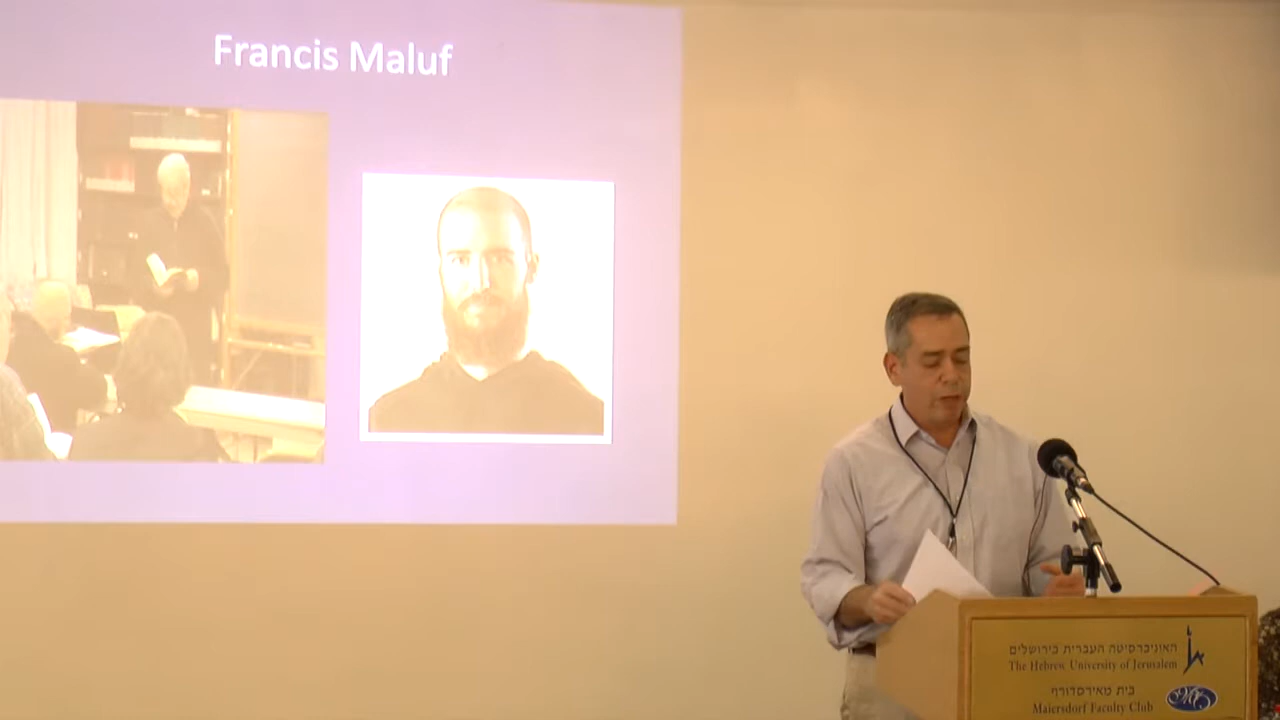 Francis Maluf
האוניברסיטה העברית בירושלים
The Hebrew University of Jerusalem
בית מאירסדורף
Maiersdorf Faculty Club